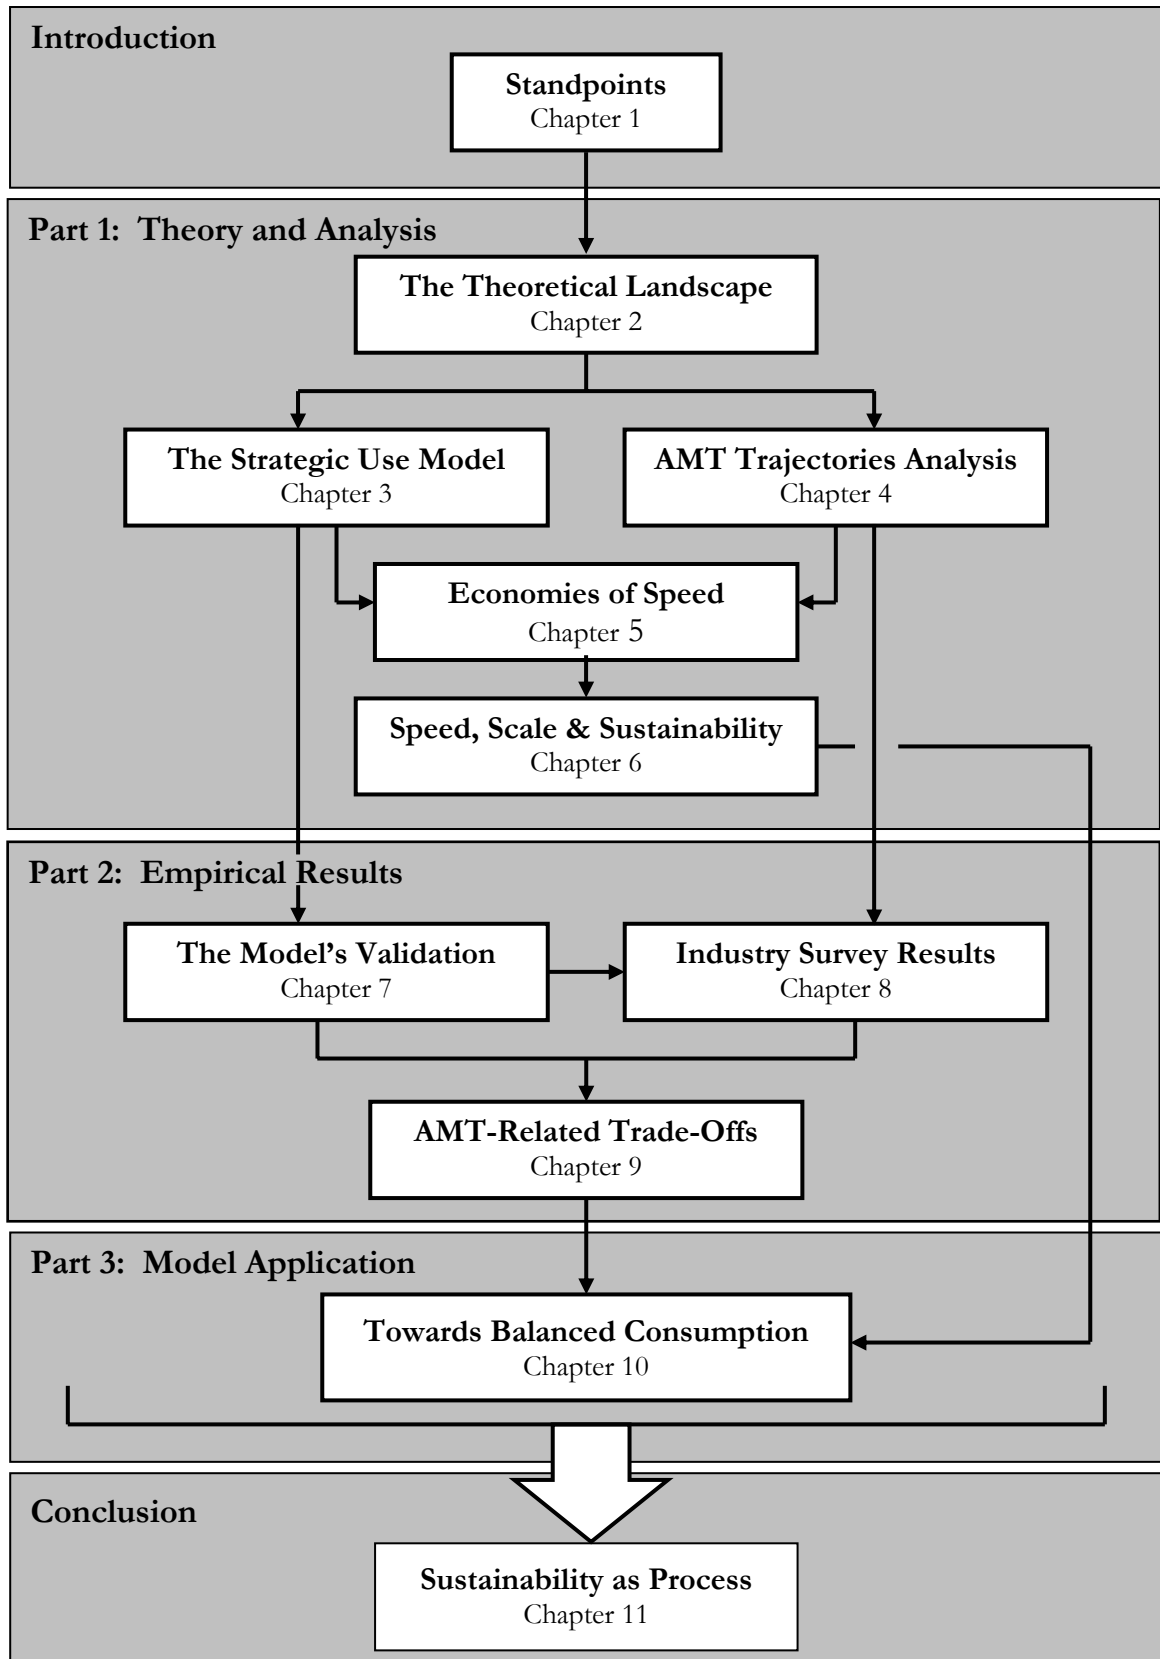 Introduction
Standpoints
Chapter 1
Part 1:  Theory and Analysis
The Theoretical Landscape
Chapter 2
The Strategic Use Model
Chapter 3
AMT Trajectories Analysis
Chapter 4
Economies of Speed
Chapter 5
Speed, Scale & Sustainability
Chapter 6
Part 2:  Empirical Results
The Model’s Validation
Chapter 7
Industry Survey Results
Chapter 8
AMT-Related Trade-Offs
Chapter 9
Part 3:  Model Application
Towards Balanced Consumption
Chapter 10
Conclusion
Sustainability as Process
Chapter 11